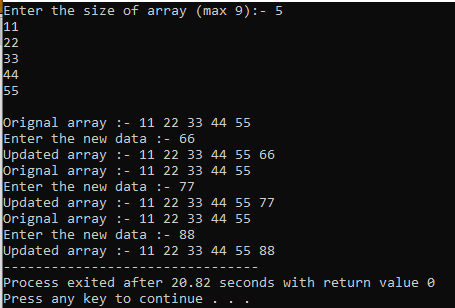 Enter the size of array (max 9):- 5
11
22
33
44
55
Orignal array :- 11 22 33 44 55
Enter the new data :- 66
Updated array :- 11 22 33 44 55 66
Orignal array :- 11 22 33 44 55
Enter the new data :- 77
Updated array :- 11 22 33 44 55 77
Orignal array :- 11 22 33 44 55
Enter the new data :- 88
Updated array :- 11 22 33 44 55 88
--------------------------------
Process exited after 20.82 seconds with return value 0
Press any key to continue . . .